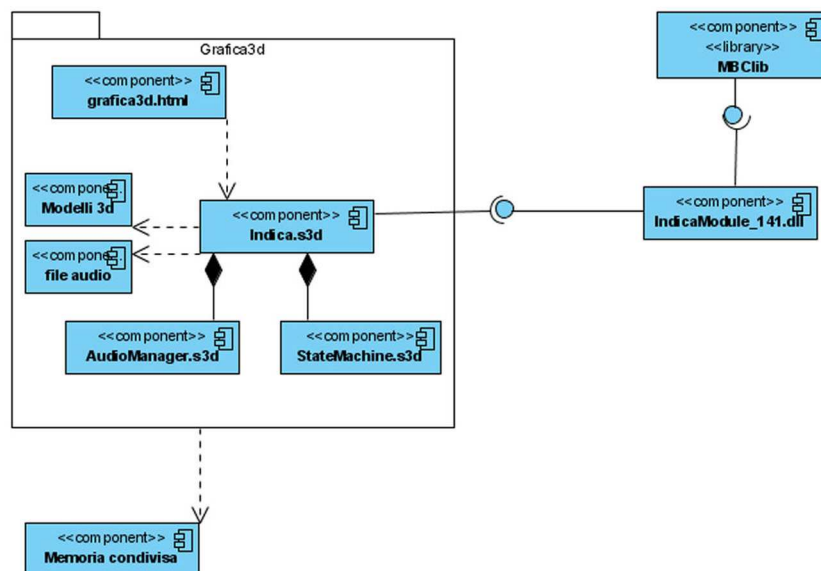 Grafica3d
<<component>>
grafica3d.html
<<compone...
Modelli 3d
<<compone...
file audio
<<component>>
Indica.s3d
<<component>>
AudioManager.s3d
<<component>>
StateMachine.s3d
<<component>>
Memoria condivisa
<<component>>
<<library>>
MBClib
<<component>>
IndicaModule_141.dll